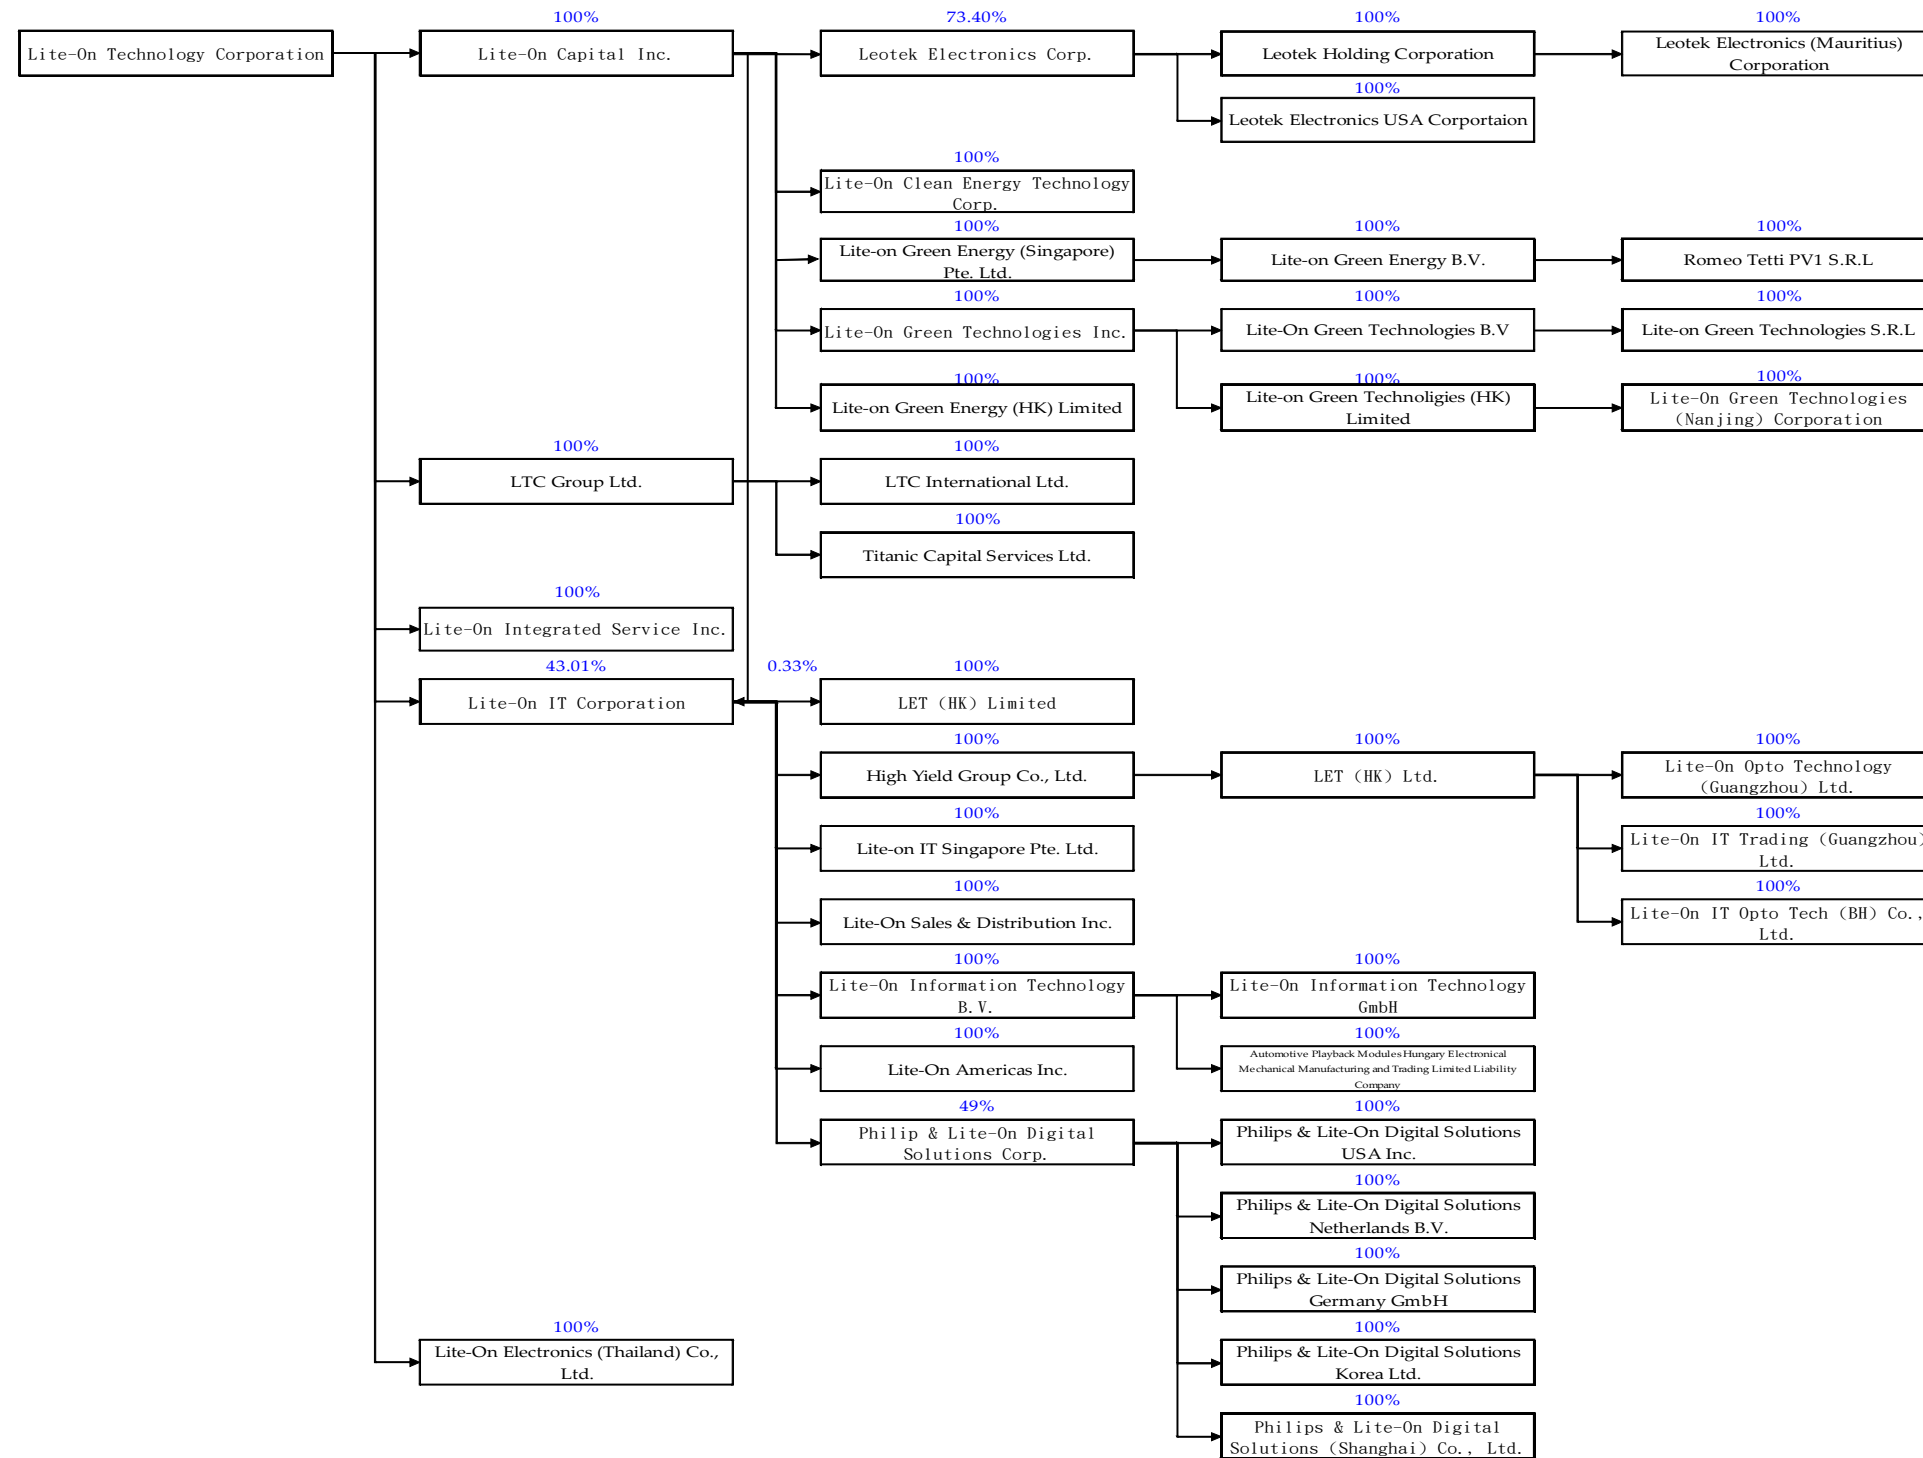 100%
73.40%
100%
100%
Lite-On Technology Corporation
Lite-On Capital Inc.
Leotek Electronics Corp.
Leotek Holding Corporation
Leotek Electronics (Mauritius)
Corporation
100%
Leotek Electronics USA Corportaion
100%
Lite-On Clean Energy Technology
Corp.
100%
100%
100%
Lite-on Green Energy (Singapore)
Pte. Ltd.
Lite-on Green Energy B.V.
Romeo Tetti PV1 S.R.L
100%
100%
100%
Lite-On Green Technologies Inc.
Lite-On Green Technologies B.V
Lite-on Green Technologies S.R.L
100%
100%
100%
Lite-on Green Energy (HK) Limited
Lite-on Green Technoligies (HK)
Limited
Lite-On Green Technologies
(Nanjing) Corporation
100%
100%
LTC Group Ltd.
LTC International Ltd.
100%
Titanic Capital Services Ltd.
100%
Lite-On Integrated Service Inc.
43.01%
0.33%
100%
Lite-On IT Corporation
LET (HK) Limited
100%
100%
100%
High Yield Group Co., Ltd.
LET (HK) Ltd.
Lite-On Opto Technology
(Guangzhou) Ltd.
100%
100%
Lite-on IT Singapore Pte. Ltd.
Lite-On IT Trading (Guangzhou)
Ltd.
100%
100%
Lite-On Sales & Distribution Inc.
Lite-On IT Opto Tech (BH) Co.,
Ltd.
100%
100%
Lite-On Information Technology
B.V.
Lite-On Information Technology
GmbH
100%
100%
Lite-On Americas Inc.
Automotive Playback Modules Hungary Electronical
Mechanical Manufacturing and Trading Limited Liability
Company
49%
100%
Philip & Lite-On Digital
Solutions Corp.
Philips & Lite-On Digital Solutions
USA Inc.
100%
Philips & Lite-On Digital Solutions
Netherlands B.V.
100%
Philips & Lite-On Digital Solutions
Germany GmbH
100%
100%
Lite-On Electronics (Thailand) Co.,
Ltd.
Philips & Lite-On Digital Solutions
Korea Ltd.
100%
Philips & Lite-On Digital
Solutions (Shanghai) Co., Ltd.